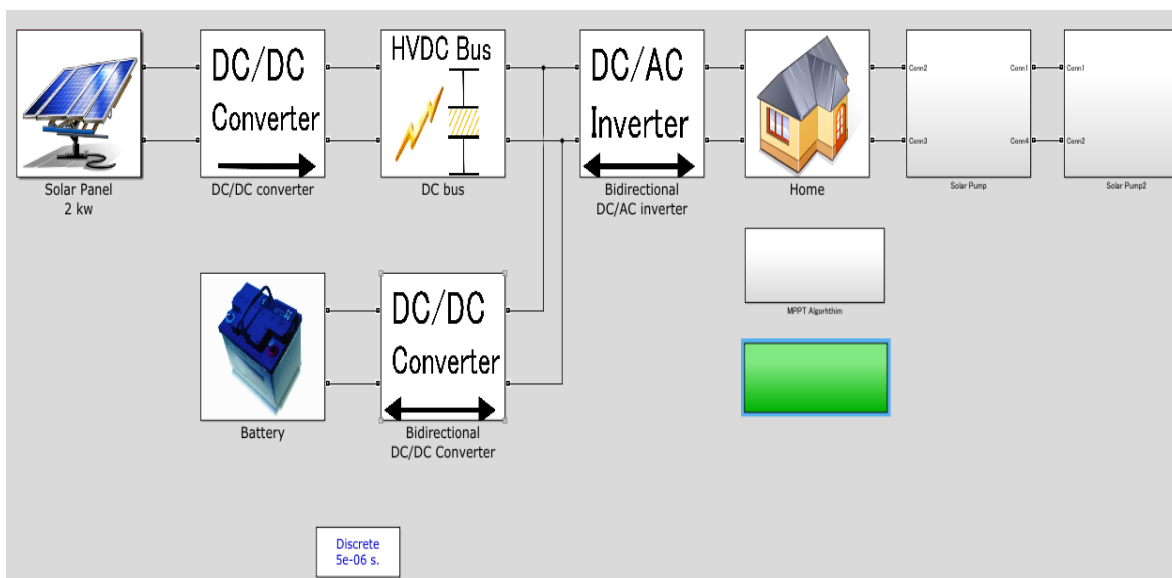 DC/DC
Converter
HVDC Bus
DC/AC
Inverter
Conn2
Conn3
Conn1
Conn4
Conn1
Conn2
Solar Panel
2 kw
DC/DC converter
DC bus
Bidirectional
DC/AC inverter
Home
Solar Pump
Solar Pump2
MPPT Algorhthim
DC/DC
Converter
Battery
Bidirectional
DC/DC Converter
Discrete
5e-06 s.